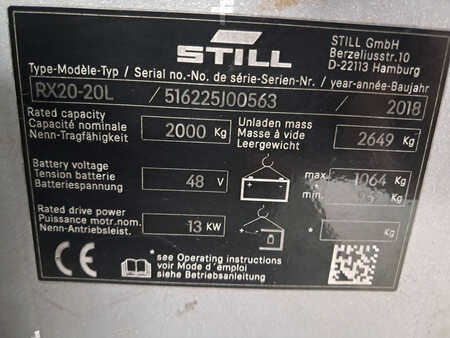 STILL
STILL GmbH
Berzeliusstr.10
D-22113 Hamburg
Type-Modèle-Typ / Serial no.-No. de série-Serien-Nr. / year-année-Baujahr
RX20-20L / 516225J00563 / 2018
Rated capacity
Capacité nominale
Nenn-Tragfähigkeit
2000 Kg
Unladen mass
Masse à vide
Leergewicht
2649 Kg
Battery voltage
Tension batterie
Batteriespannung
48 V
max. 1064 Kg
min. Kg
Rated drive power
Puissance motr.nom.
Nenn-Antriebsleist.
13 KW
* Kg
CE
* see Operating instructions
voir Mode d'emploi
siehe Betriebsanleitung